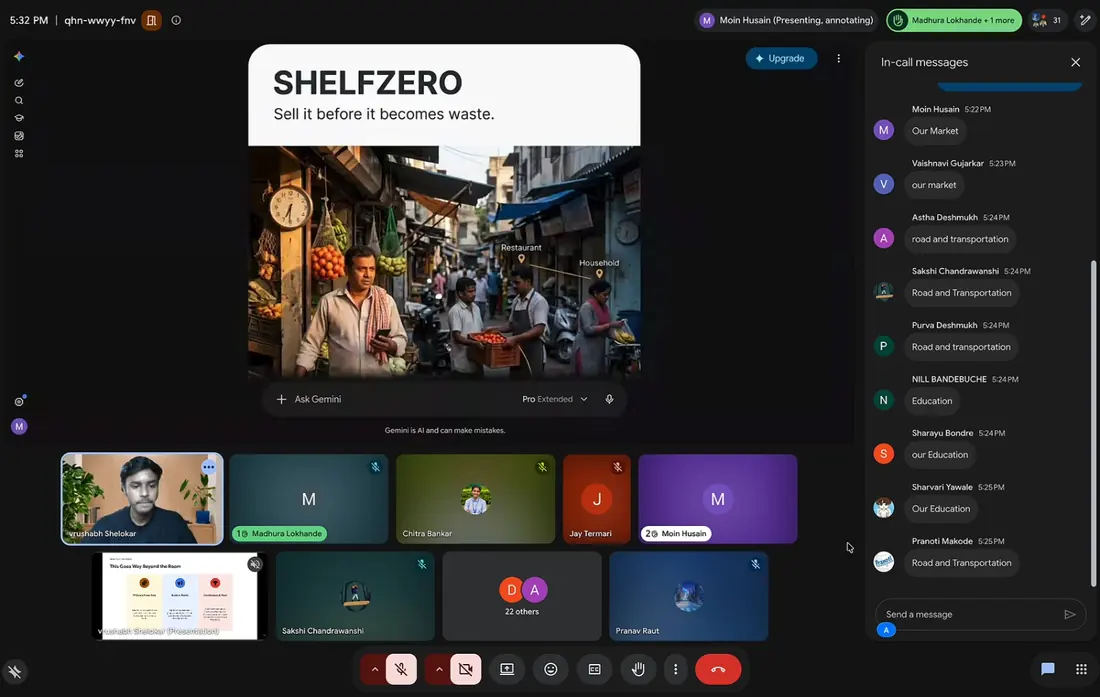 5:32 PM | qhn-wwyy-fnv
M Moin Husain (Presenting, annotating)
Madhura Lokhande + 1 more
31
SHELFZERO
Sell it before it becomes waste.
Upgrade
Restaurant
Household
Ask Gemini
Pro Extended
M
Gemini is AI and can make mistakes.
vrushabh Shelokar
M
1 Madhura Lokhande
Chitra Bankar
J
Jay Termari
M
2 Moin Husain
This Goes Way Beyond the Room
vrushabh Shelokar (Presentation)
Sakshi Chandrawanshi
D A
22 others
Pranav Raut
In-call messages
Moin Husain 5:22 PM
M
Our Market
Vaishnavi Gujarkar 5:23 PM
V
our market
Astha Deshmukh 5:24 PM
A
road and transportation
Sakshi Chandrawanshi 5:24 PM
Road and Transportation
Purva Deshmukh 5:24 PM
P
Road and transportation
NILL BANDEBUCHE 5:24 PM
N
Education
Sharayu Bondre 5:24 PM
S
our Education
Sharvari Yawale 5:25 PM
Our Education
Pranoti Makode 5:25 PM
Road and Transportation
Send a message
A